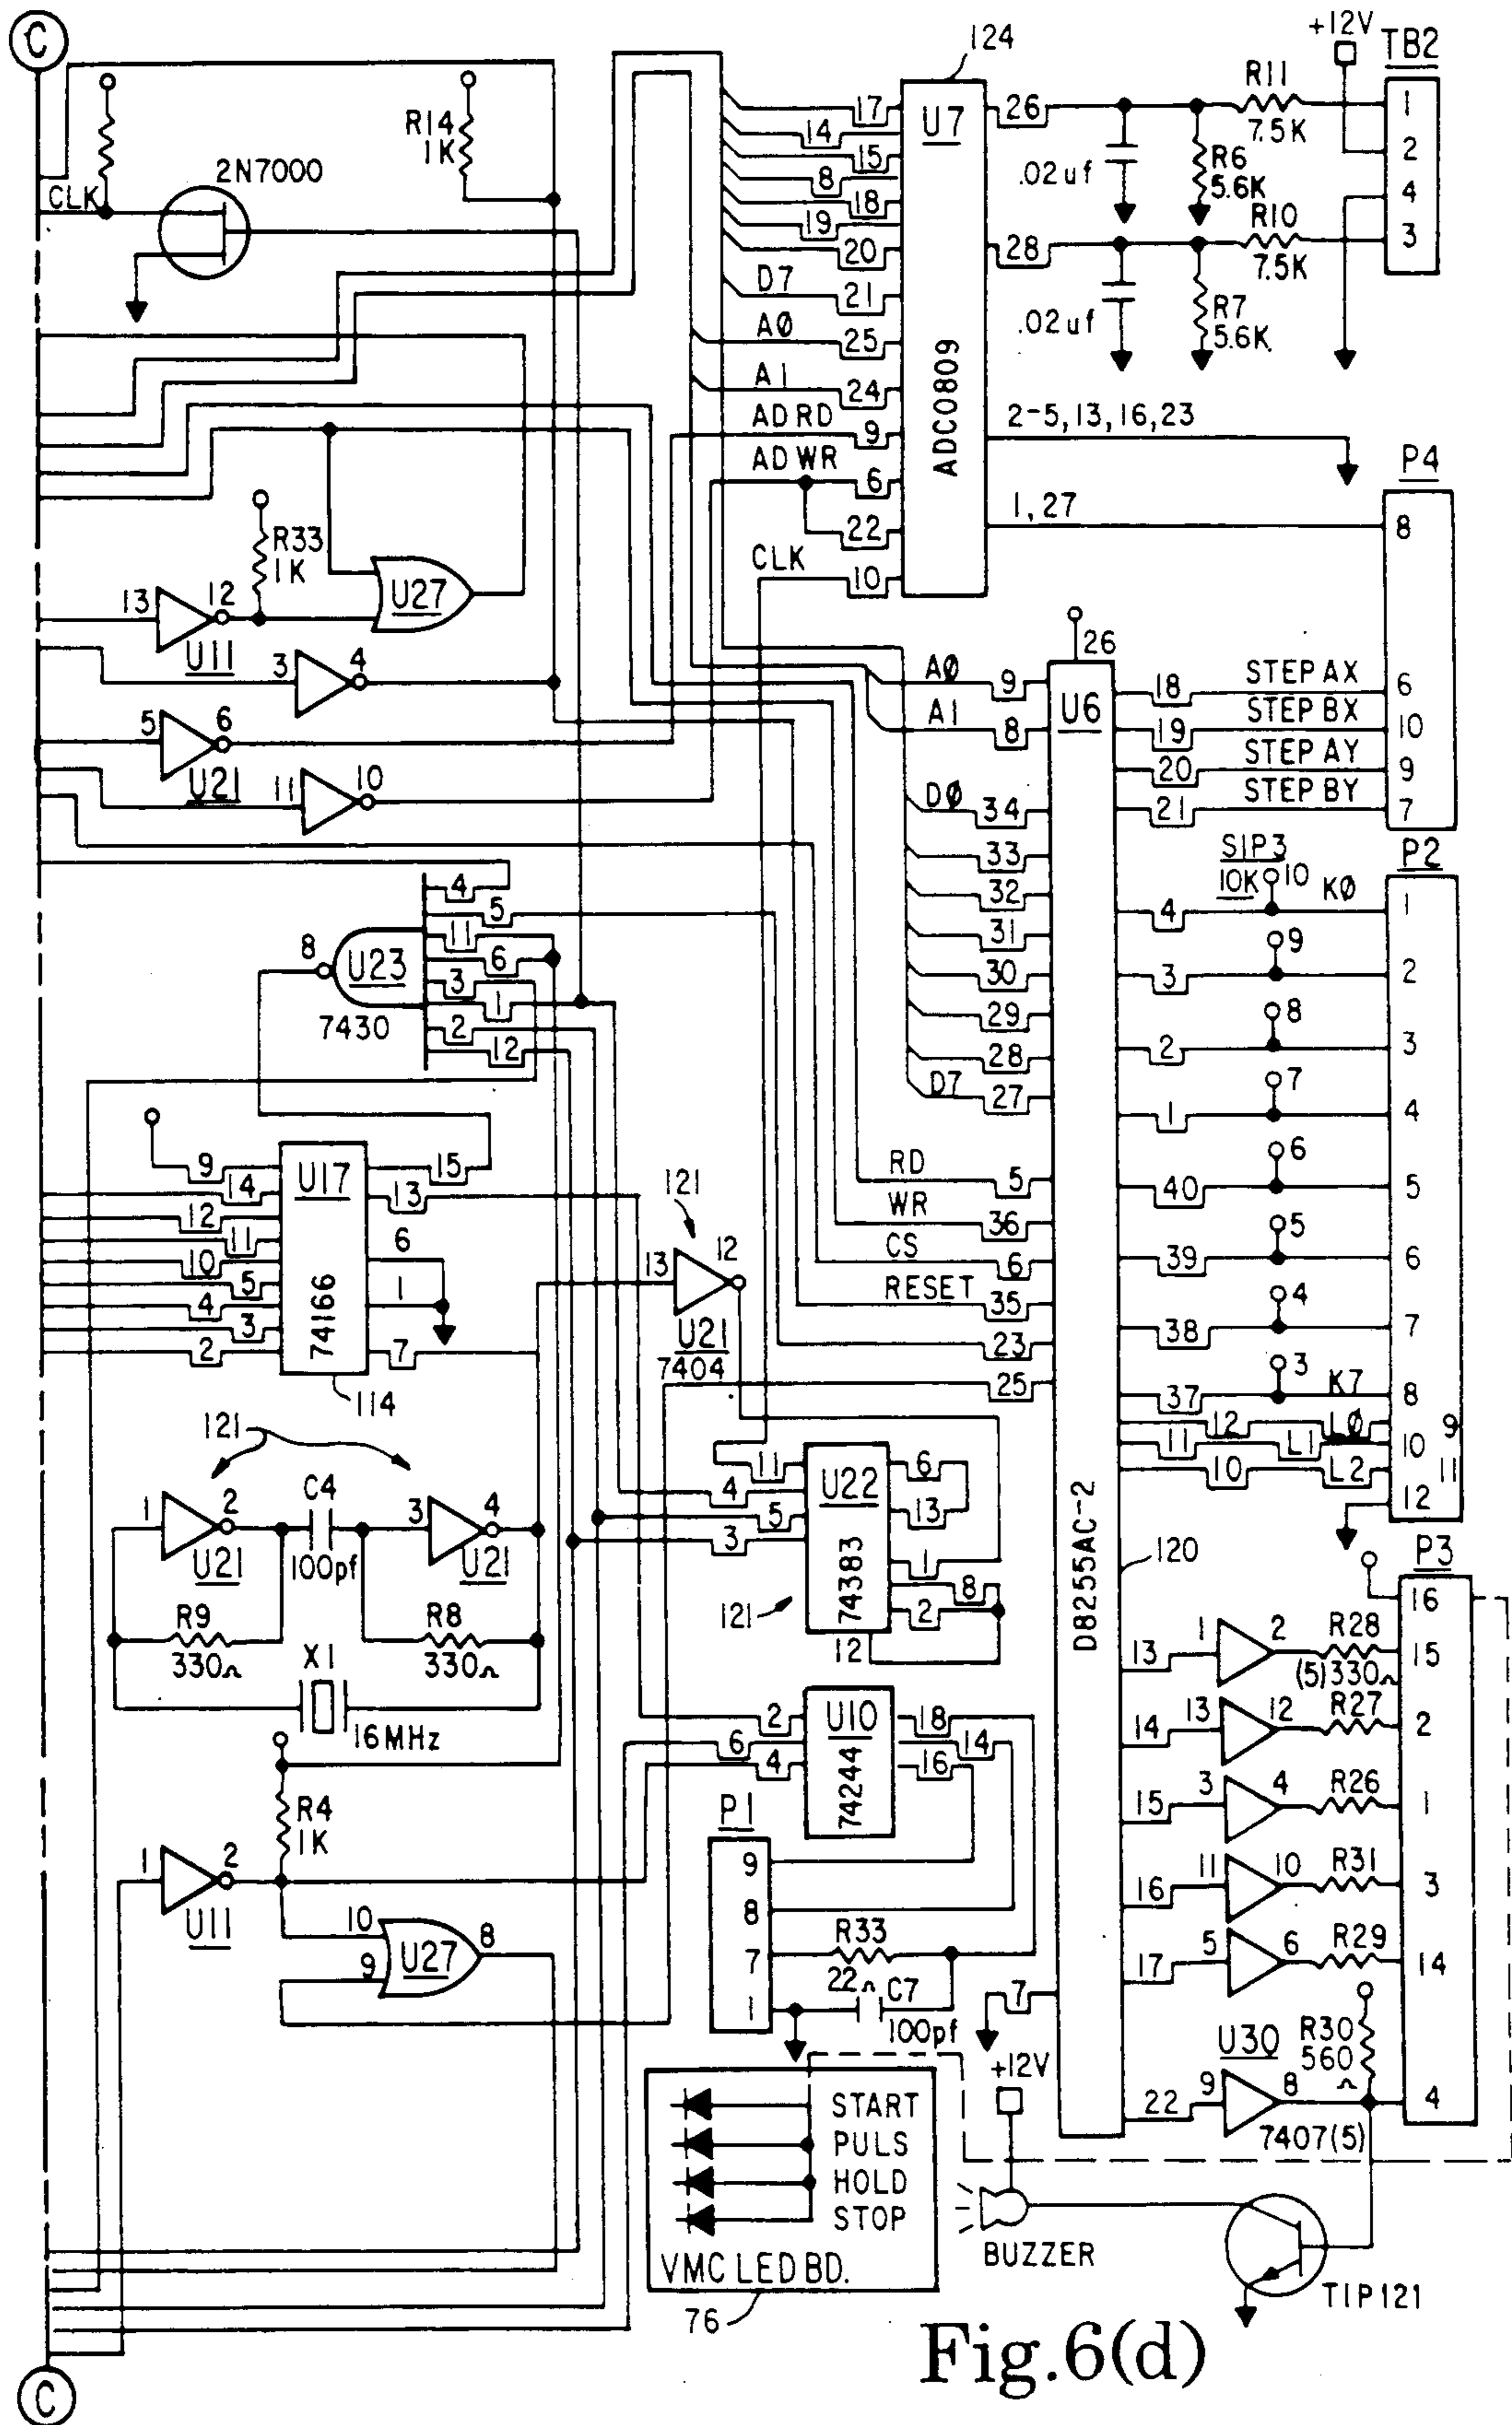 C
124
+12V
TB2
R14
1K
2N7000
CLK
17
14
15
8
18
19
20
D7 21
A0 25
A1 24
AD RD 9
AD WR 6
22
CLK 10
U7
ADC0809
26
28
R11
7.5K
.02uf
R6
5.6K
R10
7.5K
.02uf
R7
5.6K
1
2
4
3
2-5, 13, 16, 23
1, 27
P4
8
6
10
9
7
R33
1K
13
12
U11
U27
3
4
5
6
U21
11
10
26
U6
D8255AC-2
A0 9
A1 8
D0 34
33
32
31
30
29
28
D7 27
RD 5
WR 36
CS 6
RESET 35
23
25
18 STEP AX
19 STEP BX
20 STEP AY
21 STEP BY
SIP3
10K
P2
4 10 K0 1
3 9 2
2 8 3
1 7 4
40 6 5
39 5 6
38 4 7
37 3 K7 8
12 L0 9
11 L1 10
10 L2 11
12
8
U23
7430
4
5
11
6
3
1
2
12
9
14
12
11
10
5
4
3
2
U17
74166
15
13
6
1
7
114
121
13
12
U21
7404
121
1
2
U21
C4
100pf
3
4
U21
R9
330Ω
R8
330Ω
X1
16MHz
11
4
5
3
U22
74383
6
13
1
8
2
12
121
120
2
6
4
U10
74244
18
14
16
R4
1K
1
2
U11
10
9
U27
8
P1
9
8
7
1
R33
22Ω
C7
100pf
7
P3
16
13 1 2 R28 15
(5)330Ω
14 13 12 R27 2
15 3 4 R26 1
16 11 10 R31 3
17 5 6 R29 14
U30
R30
560
Ω
22 9 8 4
7407(5)
+12V
START
PULS
HOLD
STOP
VMC LED BD.
76
BUZZER
TIP121
C
Fig.6(d)